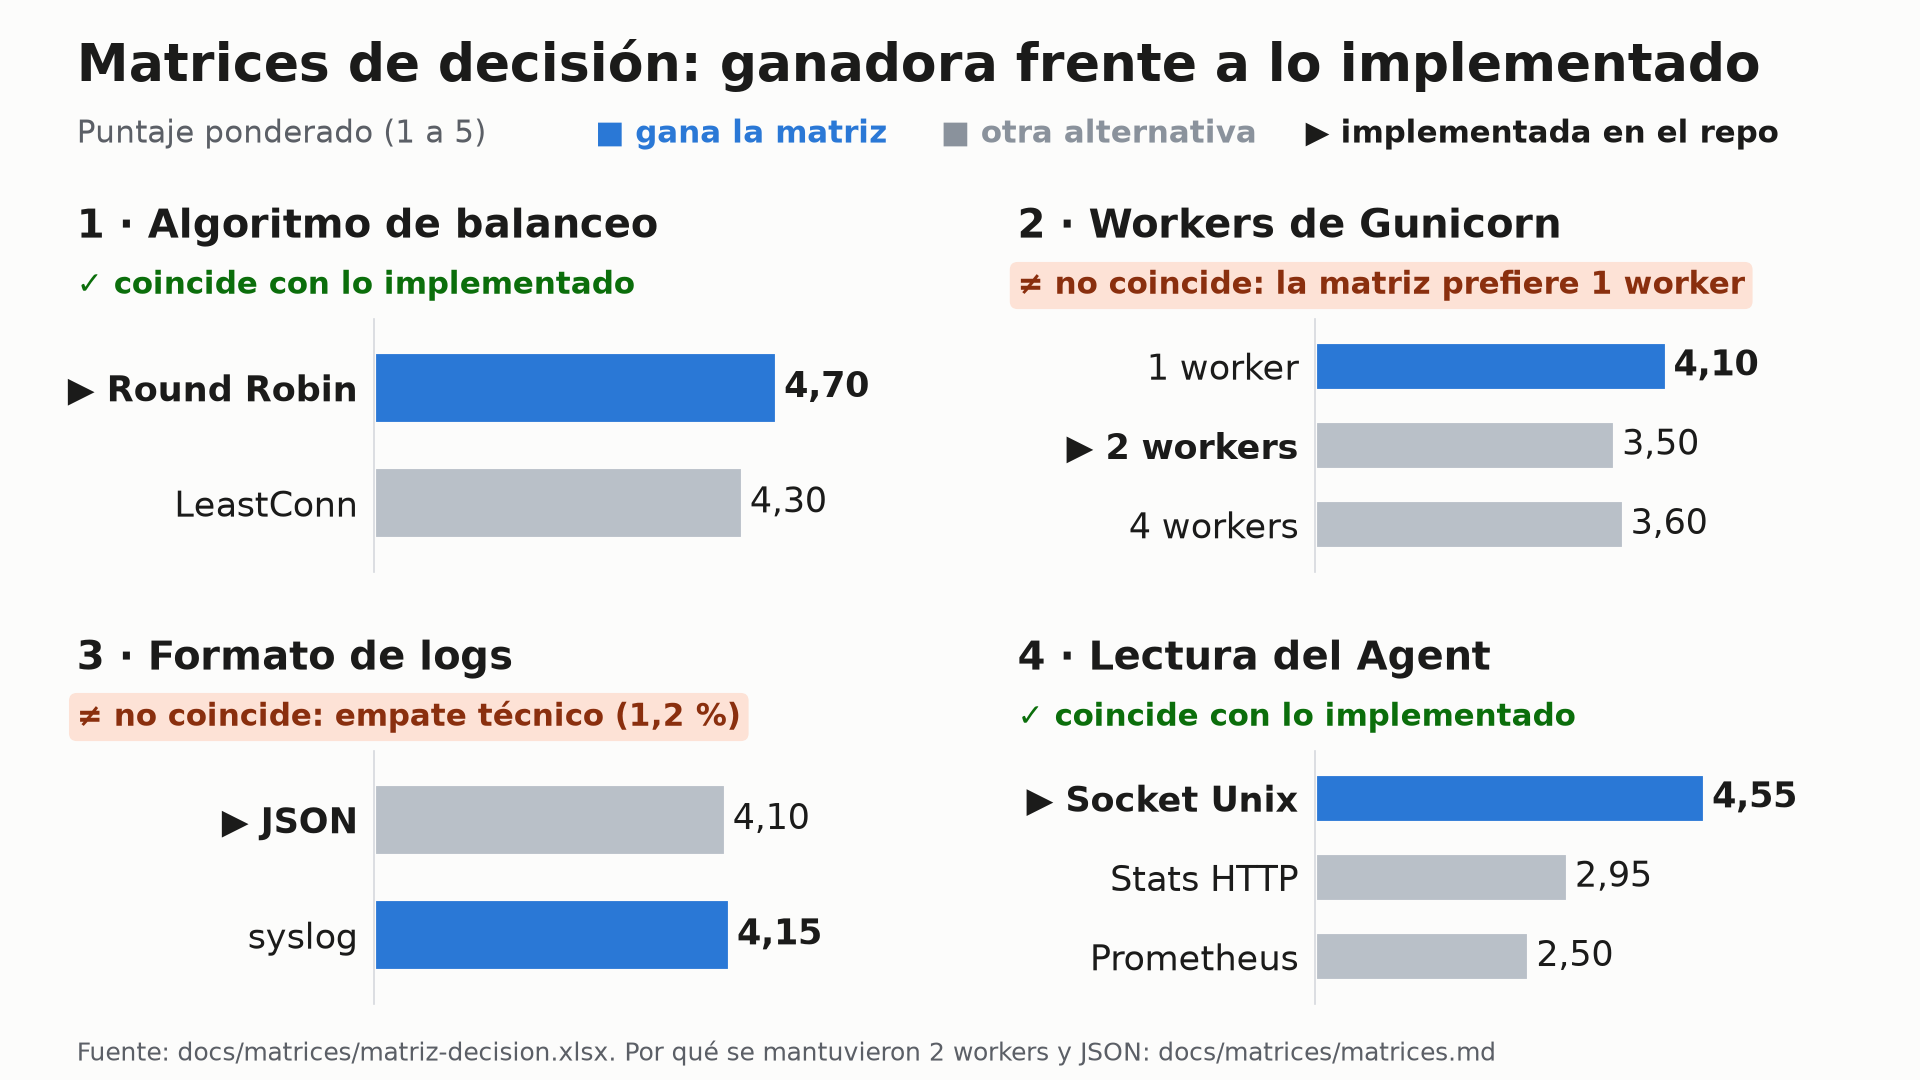 Matrices de decisión: ganadora frente a lo implementado
Puntaje ponderado (1 a 5) ■ gana la matriz ■ otra alternativa ▶ implementada en el repo
1 · Algoritmo de balanceo
✓ coincide con lo implementado
▶ Round Robin 4,70
LeastConn 4,30
2 · Workers de Gunicorn
≠ no coincide: la matriz prefiere 1 worker
1 worker 4,10
▶ 2 workers 3,50
4 workers 3,60
3 · Formato de logs
≠ no coincide: empate técnico (1,2 %)
▶ JSON 4,10
syslog 4,15
4 · Lectura del Agent
✓ coincide con lo implementado
▶ Socket Unix 4,55
Stats HTTP 2,95
Prometheus 2,50
Fuente: docs/matrices/matriz-decision.xlsx. Por qué se mantuvieron 2 workers y JSON: docs/matrices/matrices.md